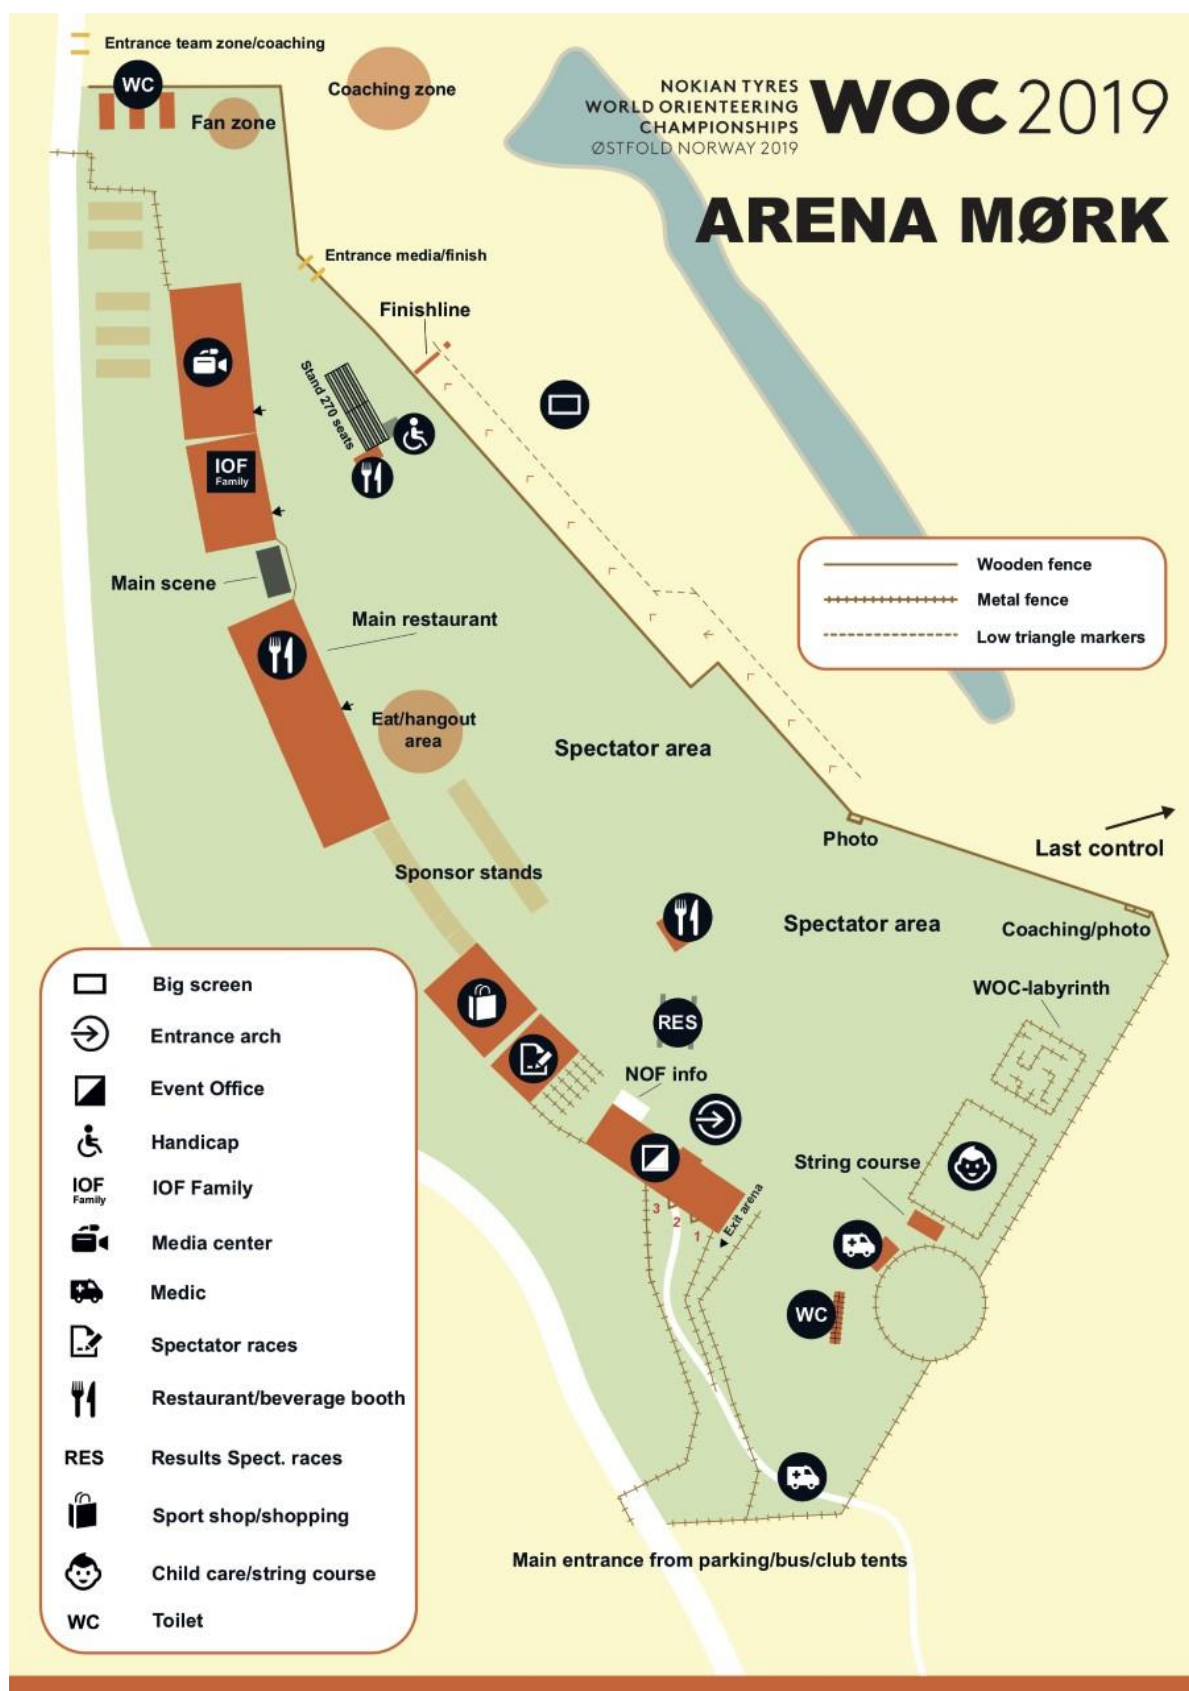 Entrance team zone/coaching
WC
Coaching zone
Fan zone
NOKIAN TYRES
WORLD ORIENTEERING
CHAMPIONSHIPS
ØSTFOLD NORWAY 2019
WOC 2019
ARENA MØRK
Entrance media/finish
Finishline
Stand 270 seats
IOF
Family
Main scene
Main restaurant
Wooden fence
Metal fence
Low triangle markers
Eat/hangout
area
Spectator area
Photo
Last control
Sponsor stands
Spectator area
Coaching/photo
WOC-labyrinth
RES
NOF info
String course
3
2
1
Exit arena
WC
Main entrance from parking/bus/club tents
Big screen
Entrance arch
Event Office
Handicap
IOF
Family
IOF Family
Media center
Medic
Spectator races
Restaurant/beverage booth
RES
Results Spect. races
Sport shop/shopping
Child care/string course
WC
Toilet